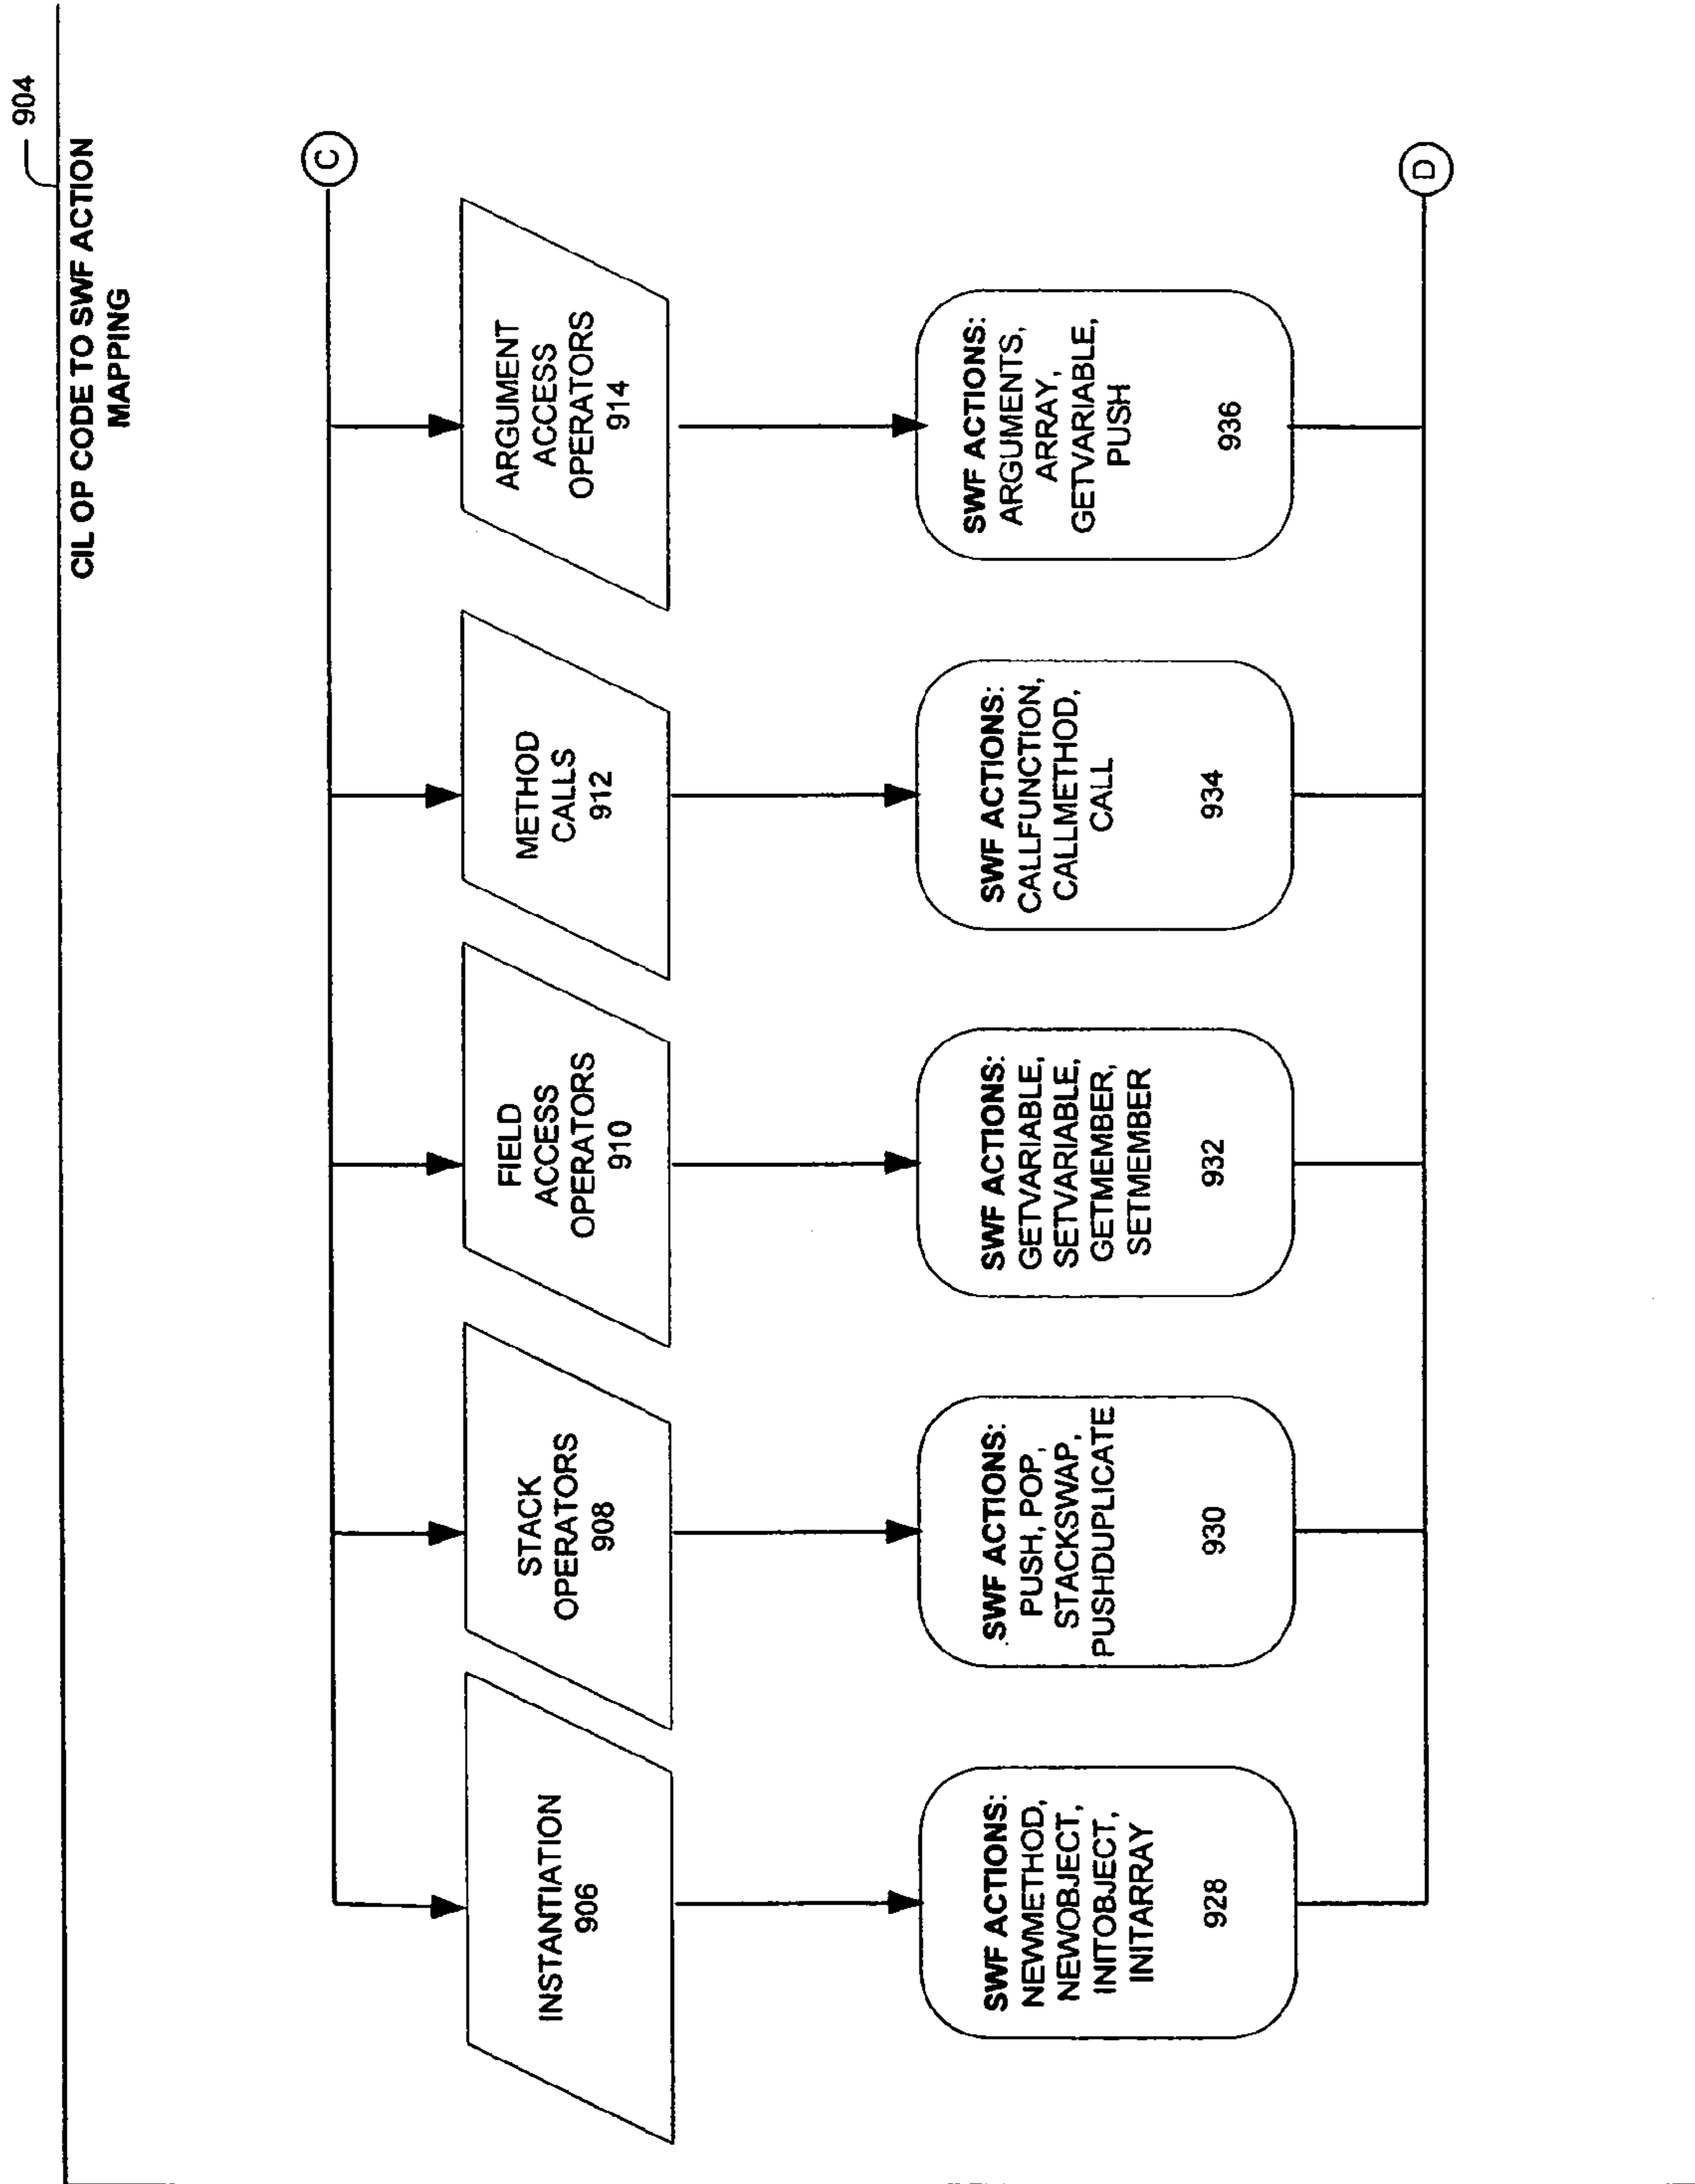 904
CIL OP CODE TO SWF ACTION
MAPPING
C
INSTANTIATION
906
STACK
OPERATORS
908
FIELD
ACCESS
OPERATORS
910
METHOD
CALLS
912
ARGUMENT
ACCESS
OPERATORS
914
SWF ACTIONS:
NEWMETHOD,
NEWOBJECT,
INITOBJECT,
INITARRAY
928
SWF ACTIONS:
PUSH, POP,
STACKSWAP,
PUSHDUPLICATE
930
SWF ACTIONS:
GETVARIABLE,
SETVARIABLE,
GETMEMBER,
SETMEMBER
932
SWF ACTIONS:
CALLFUNCTION,
CALLMETHOD,
CALL
934
SWF ACTIONS:
ARGUMENTS,
ARRAY,
GETVARIABLE,
PUSH
936
D